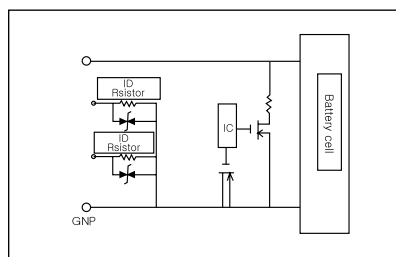 ID
Rsistor
ID
Rsistor
IC
Battery cell
GNP